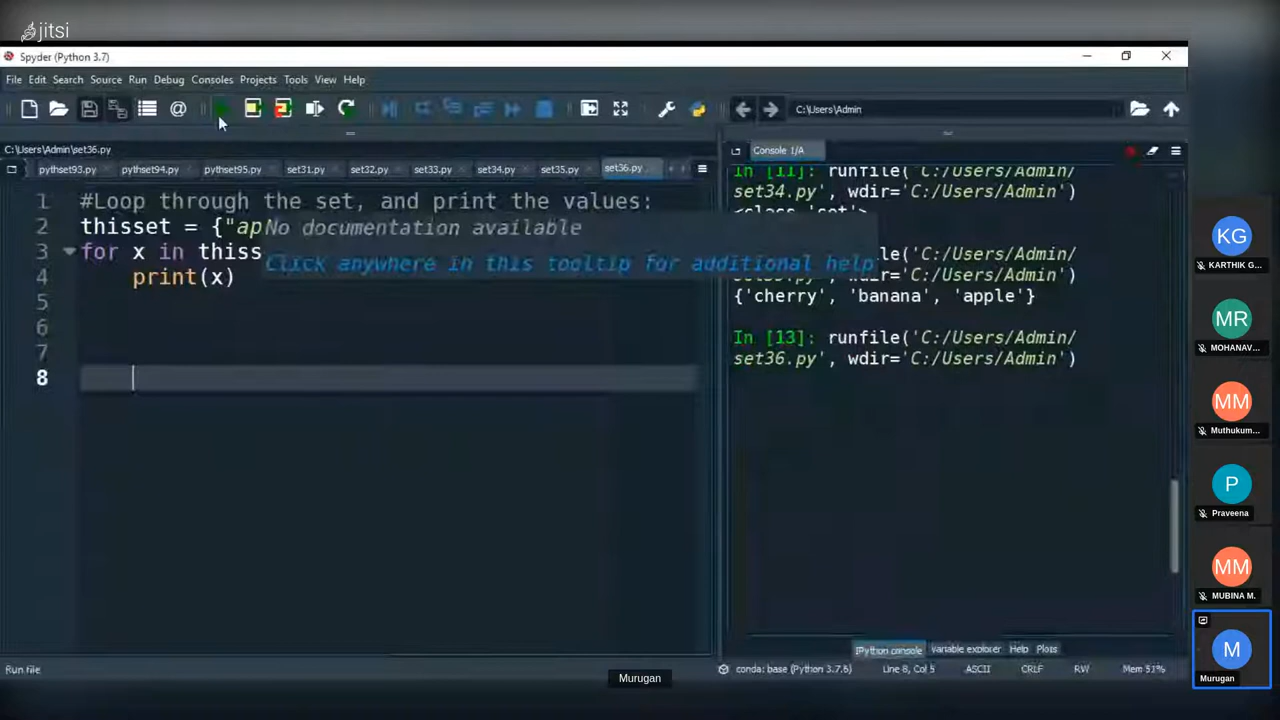 jitsi
Spyder (Python 3.7)
File Edit Search Source Run Debug Consoles Projects Tools View Help
C:\Users\Admin
C:\Users\Admin\set36.py
Console 1/A
pythset93.py pythset94.py pythset95.py set31.py set32.py set33.py set34.py set35.py set36.py
1 #Loop through the set, and print the values:
2 thisset = {"ap
3 for x in thiss
4 print(x)
5
6
7
8
No documentation available
Click anywhere in this tooltip for additional help
In [11]: runfile('C:/Users/Admin/
set34.py', wdir='C:/Users/Admin')
<class 'set'>
le('C:/Users/Admin/
wdir='C:/Users/Admin')
{'cherry', 'banana', 'apple'}
In [13]: runfile('C:/Users/Admin/
set36.py', wdir='C:/Users/Admin')
IPython console Variable explorer Help Plots
Run file
conda: base (Python 3.7.6) Line 8, Col 5 ASCII CRLF RW Mem 51%
Murugan
KG
KARTHIK G...
MR
MOHANAV...
MM
Muthukum...
P
Praveena
MM
MUBINA M.
M
Murugan